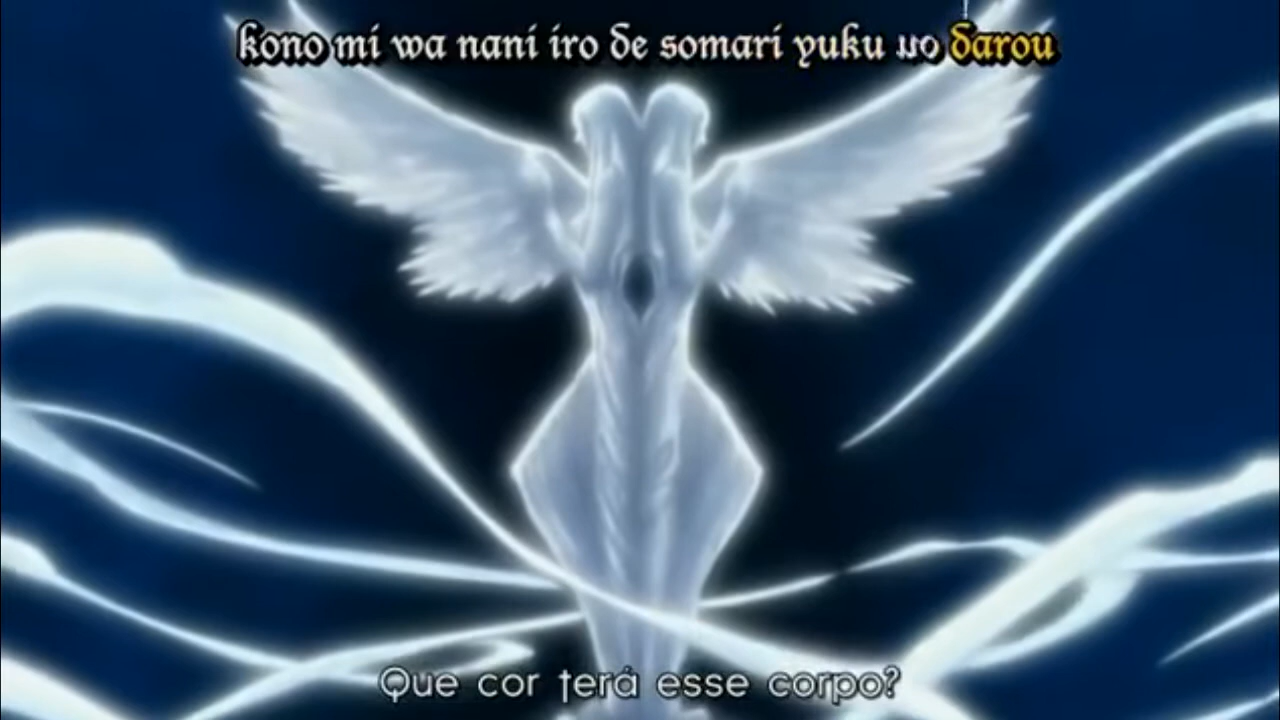 kono mi wa nani iro de somari yuku no darou
Que cor terá esse corpo?